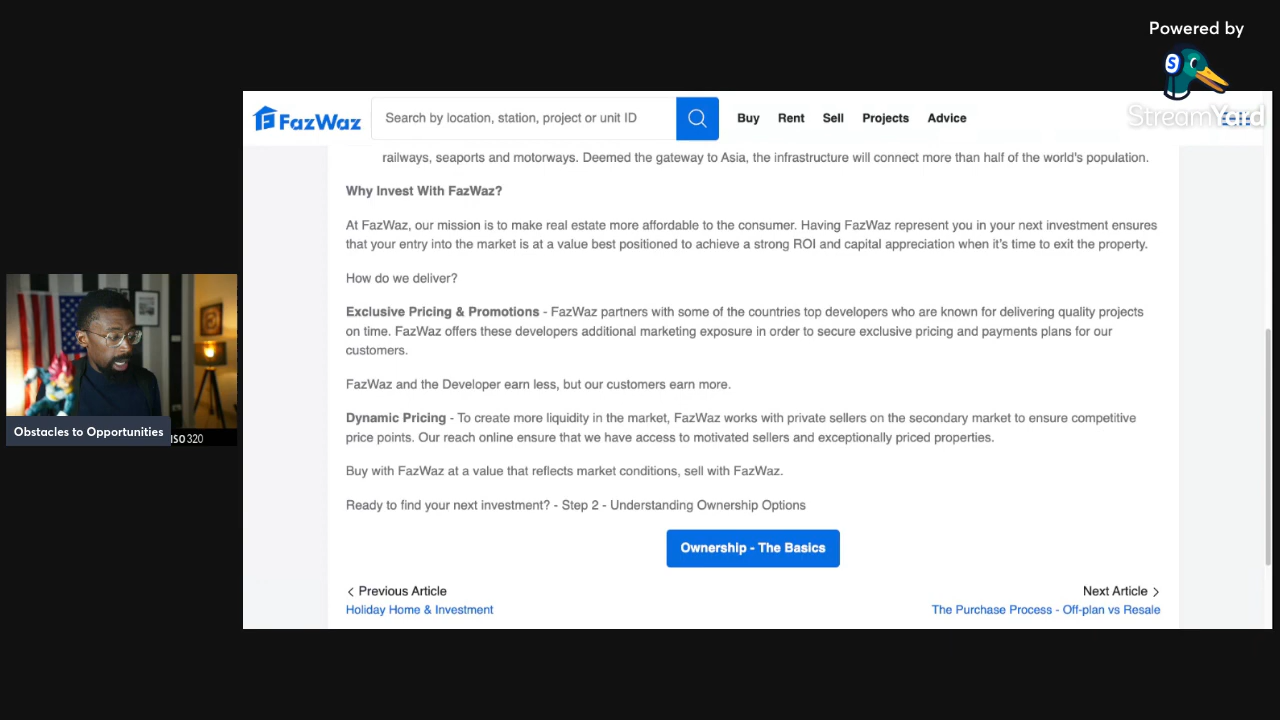 Powered by
S
StreamYard
FazWaz
Search by location, station, project or unit ID
Buy Rent Sell Projects Advice
railways, seaports and motorways. Deemed the gateway to Asia, the infrastructure will connect more than half of the world's population.
Why Invest With FazWaz?
At FazWaz, our mission is to make real estate more affordable to the consumer. Having FazWaz represent you in your next investment ensures
that your entry into the market is at a value best positioned to achieve a strong ROI and capital appreciation when it's time to exit the property.
How do we deliver?
Exclusive Pricing & Promotions - FazWaz partners with some of the countries top developers who are known for delivering quality projects
on time. FazWaz offers these developers additional marketing exposure in order to secure exclusive pricing and payments plans for our
customers.
FazWaz and the Developer earn less, but our customers earn more.
Dynamic Pricing - To create more liquidity in the market, FazWaz works with private sellers on the secondary market to ensure competitive
price points. Our reach online ensure that we have access to motivated sellers and exceptionally priced properties.
Buy with FazWaz at a value that reflects market conditions, sell with FazWaz.
Ready to find your next investment? - Step 2 - Understanding Ownership Options
Ownership - The Basics
Previous Article
Holiday Home & Investment
Next Article
The Purchase Process - Off-plan vs Resale
Obstacles to Opportunities
ISO 320